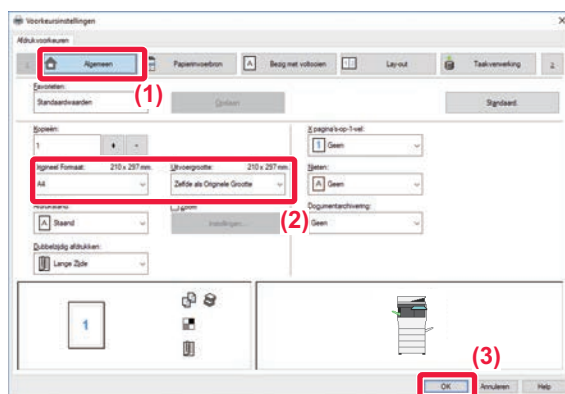 Voorkeursinstellingen
Afdrukvoorkeuren
Algemeen Papierinvoerbron Bezig met voltooien Lay-out Taakverwerking
(1)
Favorieten:
Standaardwaarden Opslaan Standaard
Kopieën: X pagina's-op-1-vel:
1 + - 1 Geen
Origineel Formaat: 210 x 297 mm. Uitvoergrootte: 210 x 297 mm. Nieten:
A4 Zelfde als Originele Grootte Geen
(2)
Afdrukstand: Zoom Documentarchivering:
Staand Instellingen... Geen
Dubbelzijdig afdrukken:
Lange Zijde
1
(3)
OK Annuleren Help